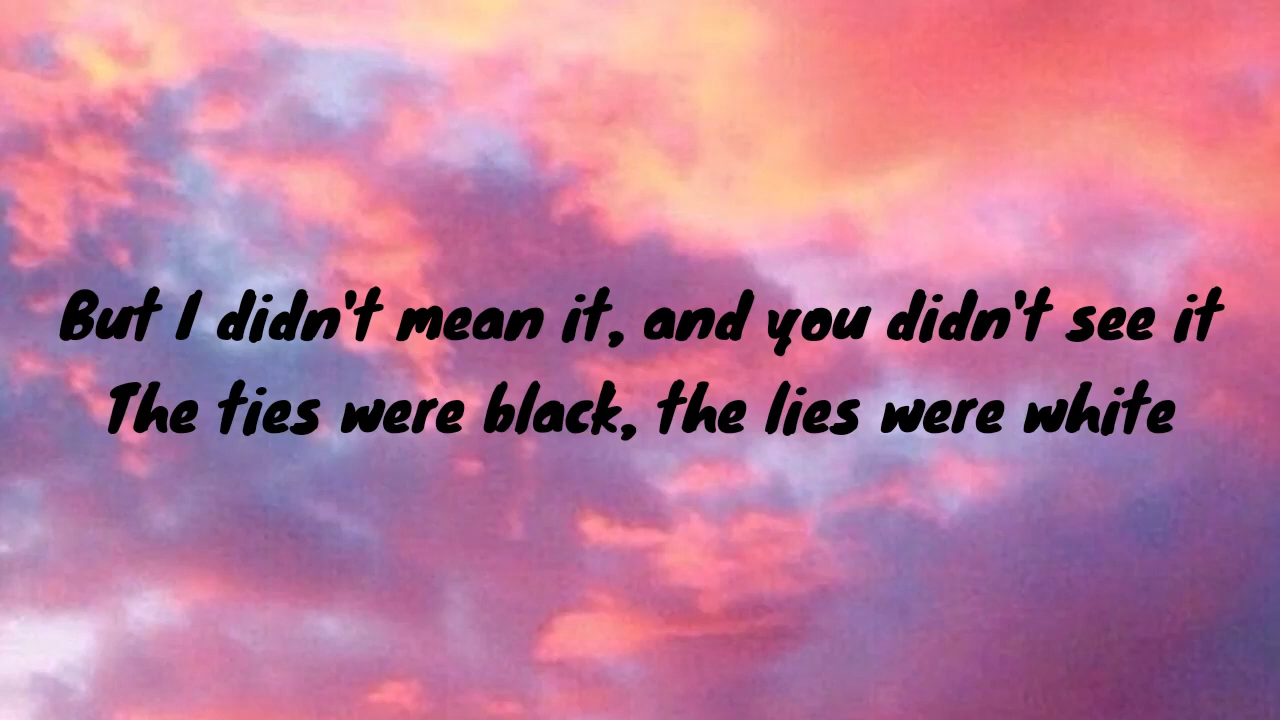 But I didn't mean it, and you didn't see it
The ties were black, the lies were white